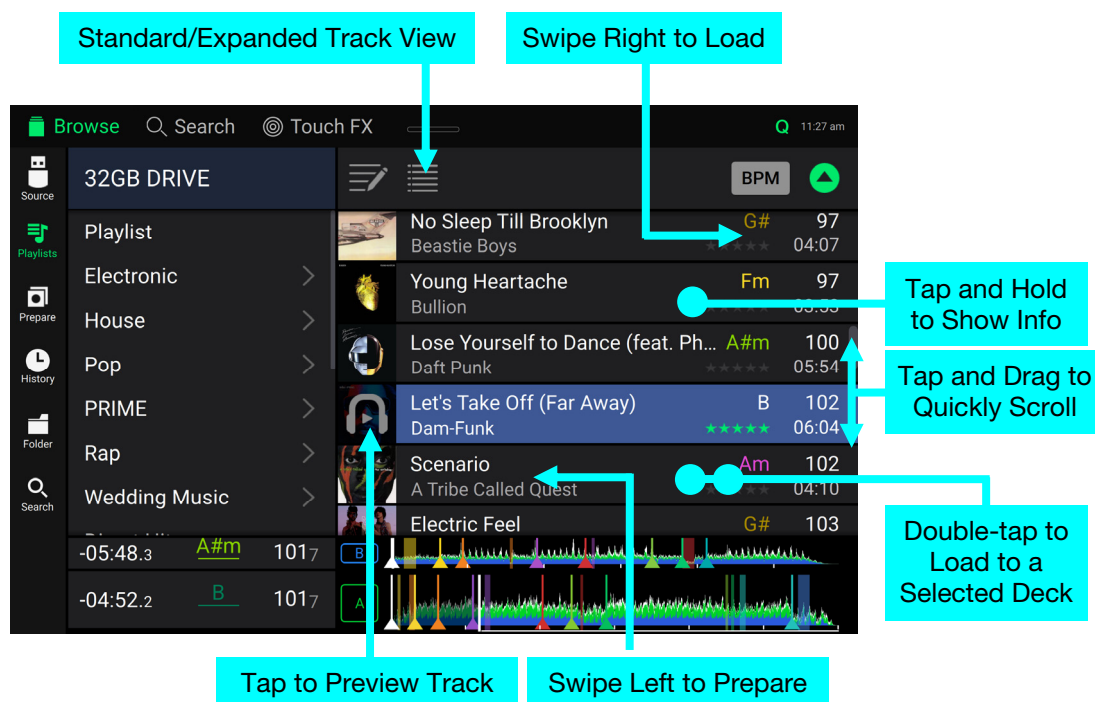 Standard/Expanded Track View
Swipe Right to Load
Browse
Search
Touch FX
Q
11:27 am
Source
32GB DRIVE
BPM
Playlists
Playlist
Electronic
House
Pop
PRIME
Rap
Wedding Music
Prepare
History
Folder
Search
No Sleep Till Brooklyn G# 97
Beastie Boys 04:07
Young Heartache Fm 97
Bullion 03:53
Lose Yourself to Dance (feat. Ph... A#m 100
Daft Punk ★★★★★ 05:54
Let's Take Off (Far Away) B 102
Dam-Funk ★★★★★ 06:04
Scenario Am 102
A Tribe Called Quest 04:10
Electric Feel G# 103
-05:48.3 A#m 1017 B
-04:52.2 B 1017 A
Tap and Hold
to Show Info
Tap and Drag to
Quickly Scroll
Double-tap to
Load to a
Selected Deck
Tap to Preview Track
Swipe Left to Prepare